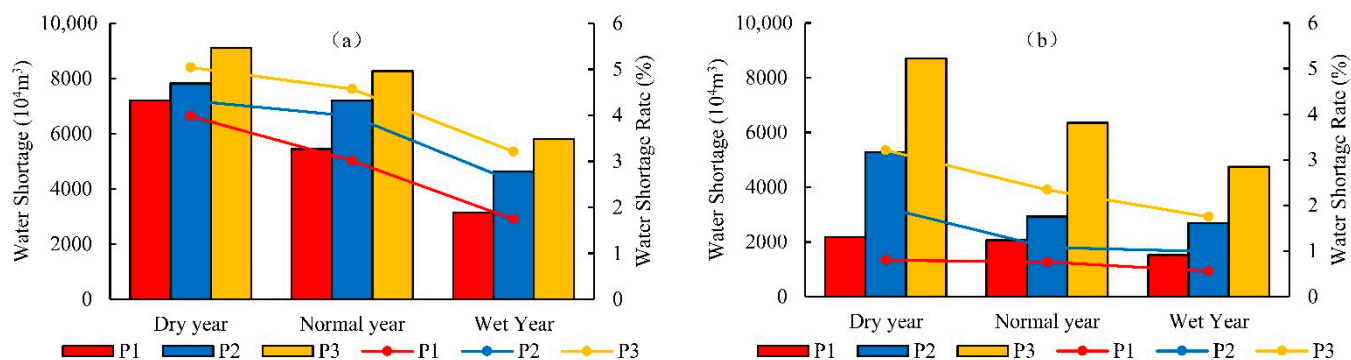 10,000
8000
6000
4000
2000
0
Water Shortage (10⁴m³)
(a)
6
5
4
3
2
1
0
Water Shortage Ratc (%)
Dry year Normal year Wet Year
P1 P2 P3 P1 P2 P3
10,000
8000
6000
4000
2000
0
Water Shortage (10⁴m³)
(b)
6
5
4
3
2
1
0
Water Shortage Ratc (%)
Dry year Normal year Wet Year
P1 P2 P3 P1 P2 P3